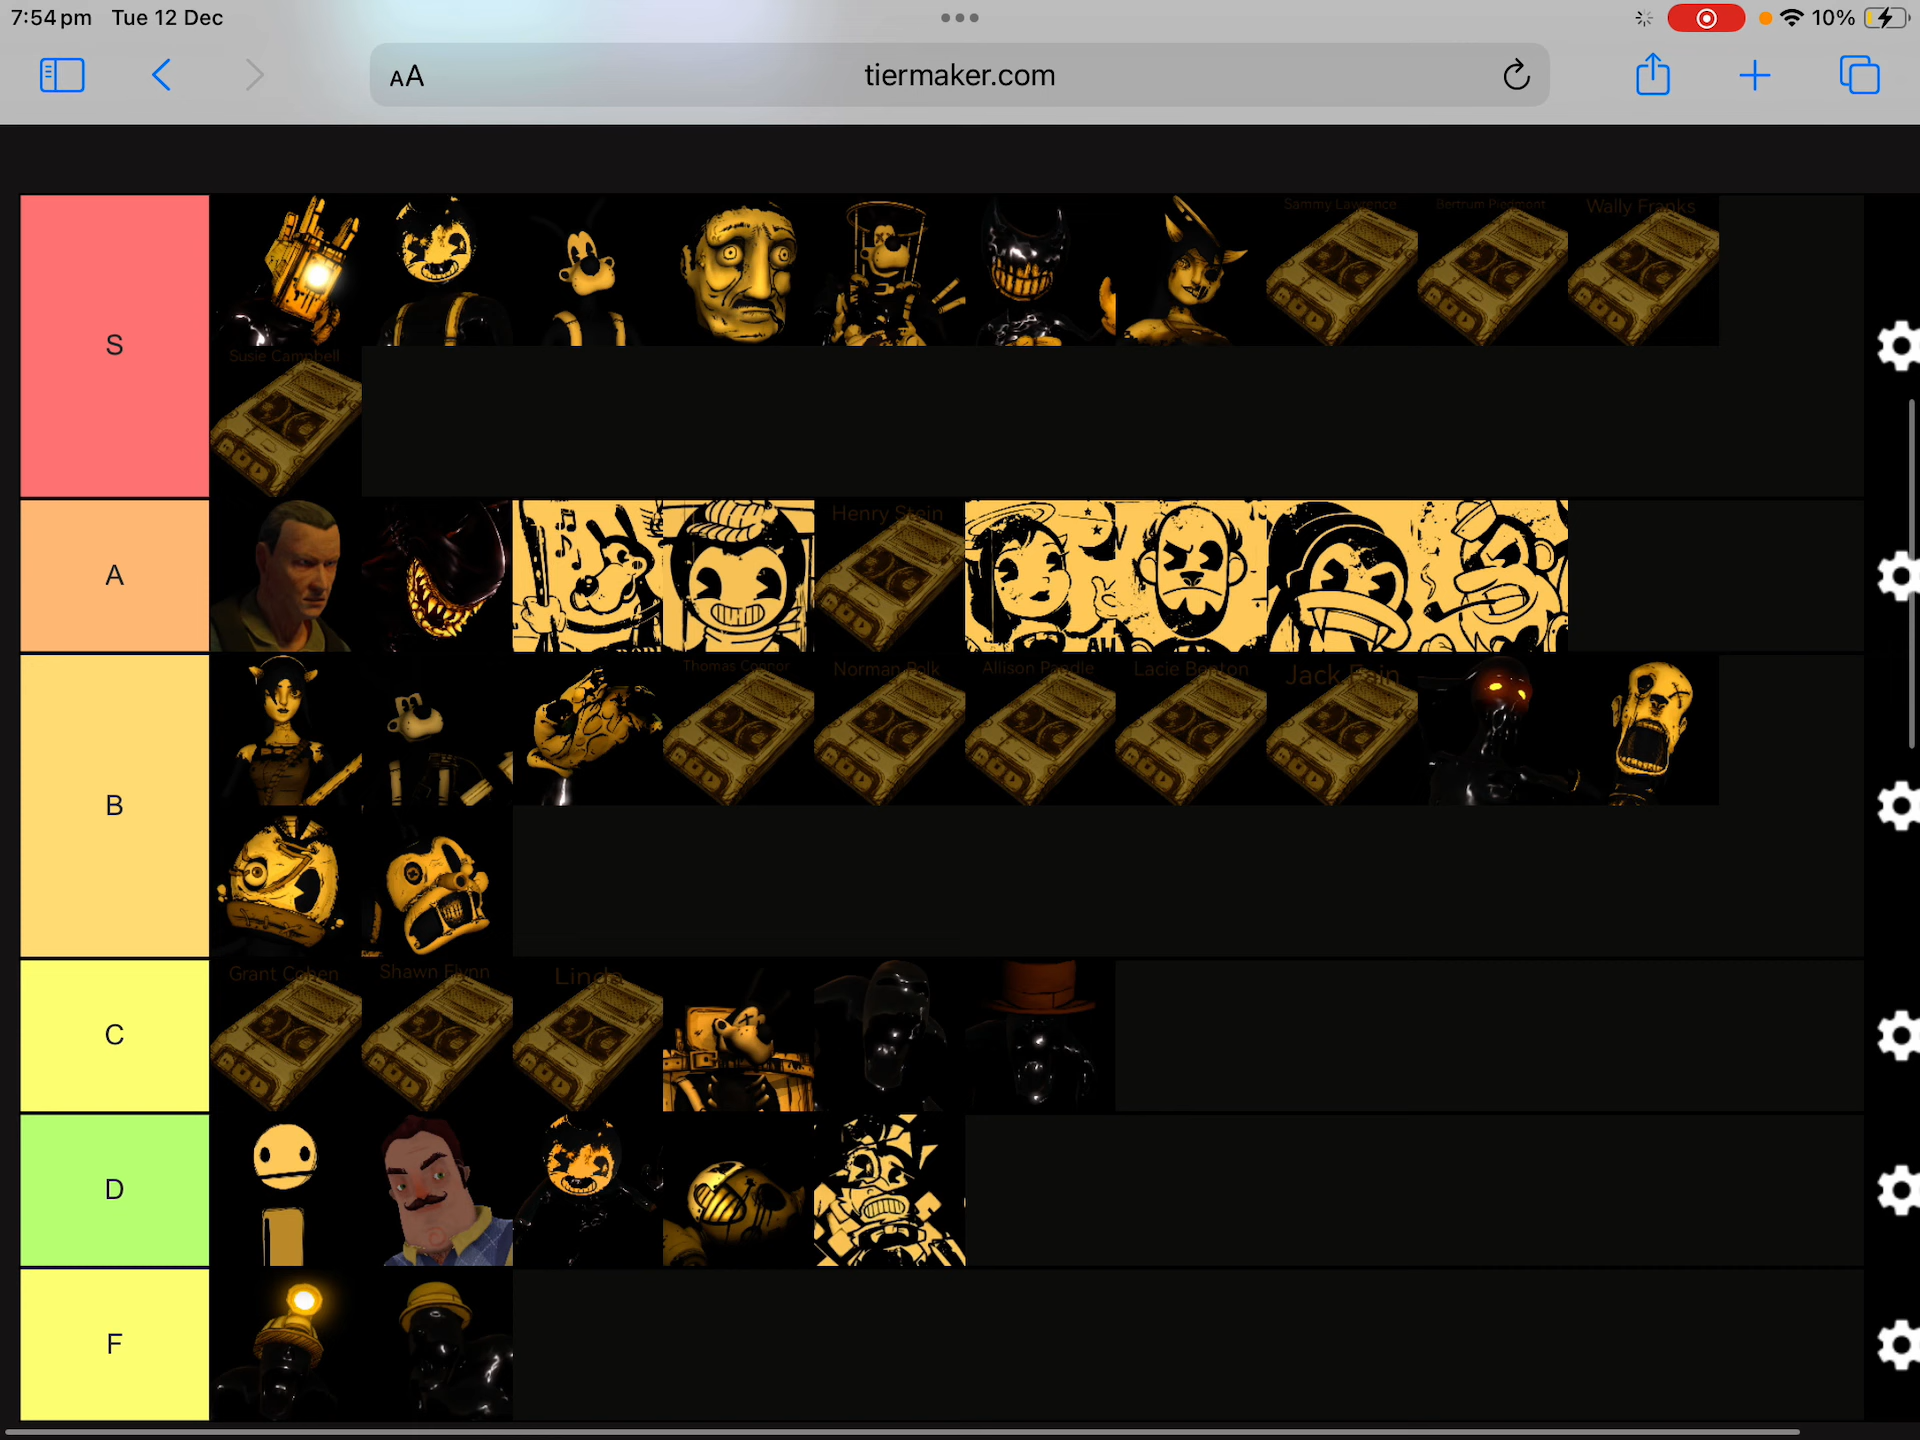 7:54 pm Tue 12 Dec
10%
AA
tiermaker.com
S
Sammy Lawrence
Bertrum Piedmont
Wally Franks
Susie Campbell
A
Henry Stein
B
Thomas Connor
Norman Polk
Allison Pendle
Lacie Benton
Jack Fain
C
Grant Cohen
Shawn Flynn
Linda
D
F